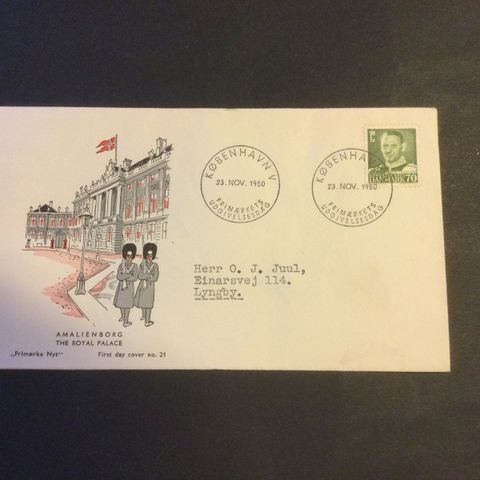 KØBENHAVN V
23. NOV. 1950
FRIMÆRKETS
UDGIVELSESDAG
KØBENHAVN
23. NOV. 1950
FRIMÆRKETS
UDGIVELSESDAG
DANMARK 70
Herr O. J. Juul,
Einarsvej 114.
Lyngby.
AMALIENBORG
THE ROYAL PALACE
„Frimærke Nyt" First day cover no. 21